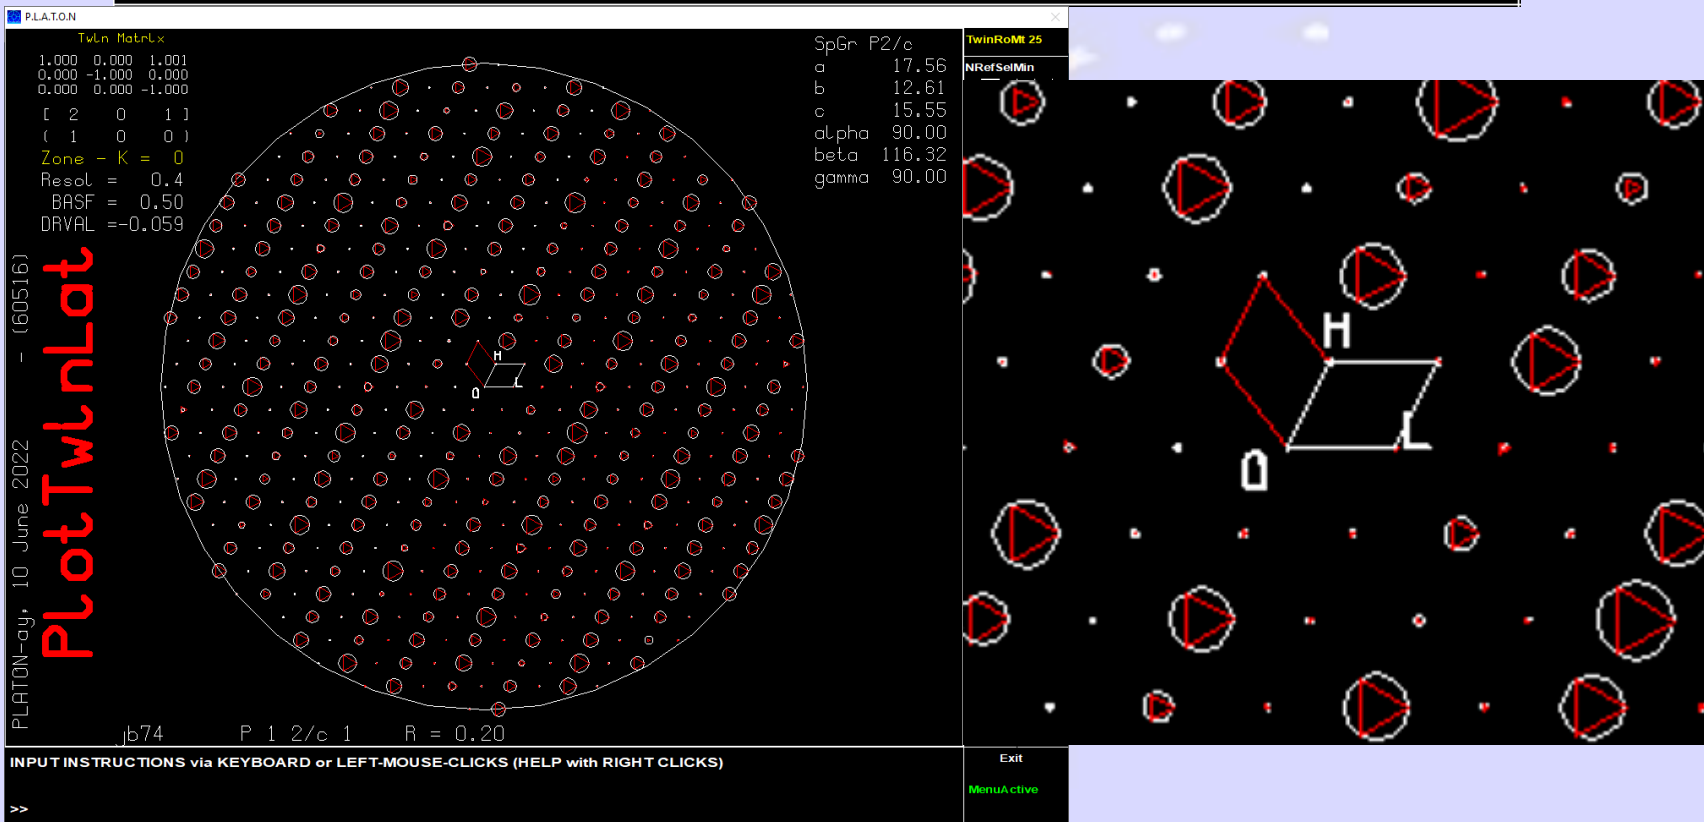 P.L.A.T.O.N
TwIn MatrIx
1.000 0.000 1.001
0.000 -1.000 0.000
0.000 0.000 -1.000
[ 2 0 1 ]
( 1 0 0 )
Zone - K = 0
Resol = 0.4
BASF = 0.50
DRVAL =-0.059
SpGr P2/c
a 17.56
b 12.61
c 15.55
alpha 90.00
beta 116.32
gamma 90.00
TwinRoMt 25
NRefSelMin
PLATON-ay, 10 June 2022 - (60516)
PlotTwInLat
H
O
L
H
O
L
jb74 P 1 2/c 1 R = 0.20
INPUT INSTRUCTIONS via KEYBOARD or LEFT-MOUSE-CLICKS (HELP with RIGHT CLICKS)
>>
Exit
MenuActive